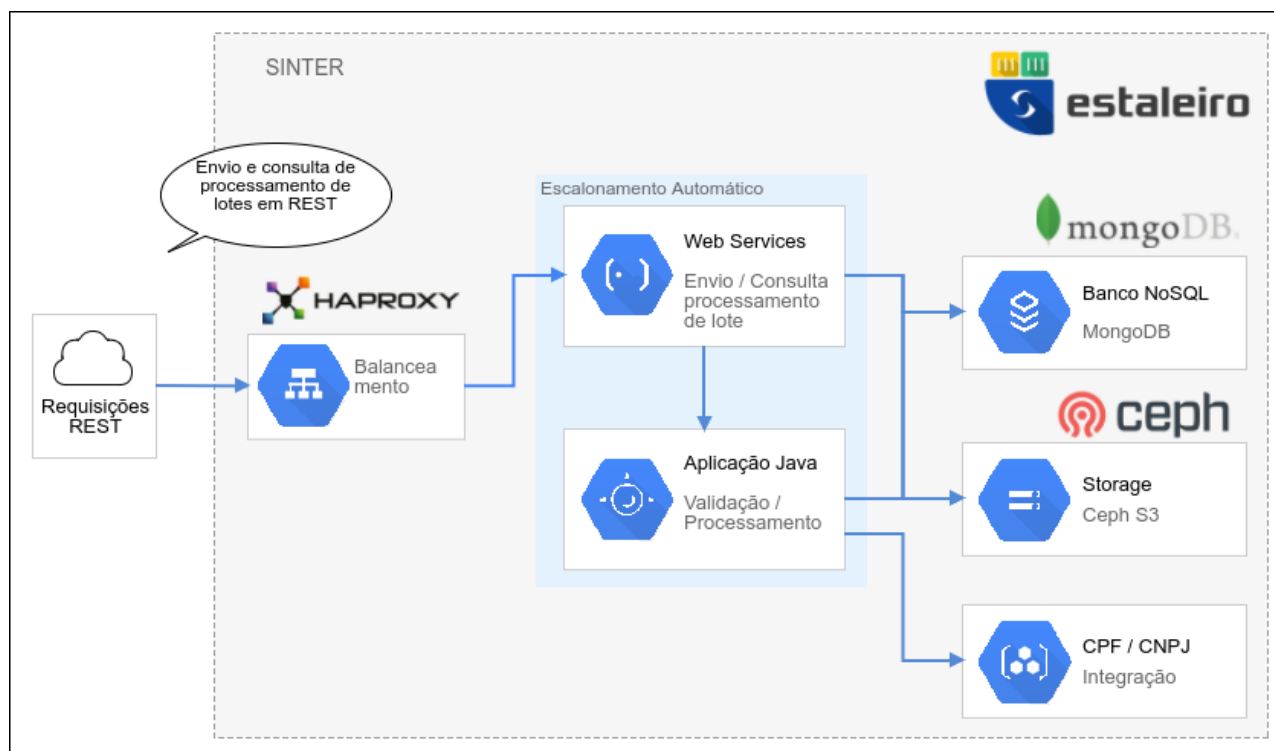 SINTER
estaleiro
Envio e consulta de
processamento de
lotes em REST
Escalonamento Automático
Web Services
Envio / Consulta
processamento
de lote
mongoDB.
Banco NoSQL
MongoDB
HAPROXY
Balancea
mento
Requisições
REST
ceph
Aplicação Java
Validação /
Processamento
Storage
Ceph S3
CPF / CNPJ
Integração